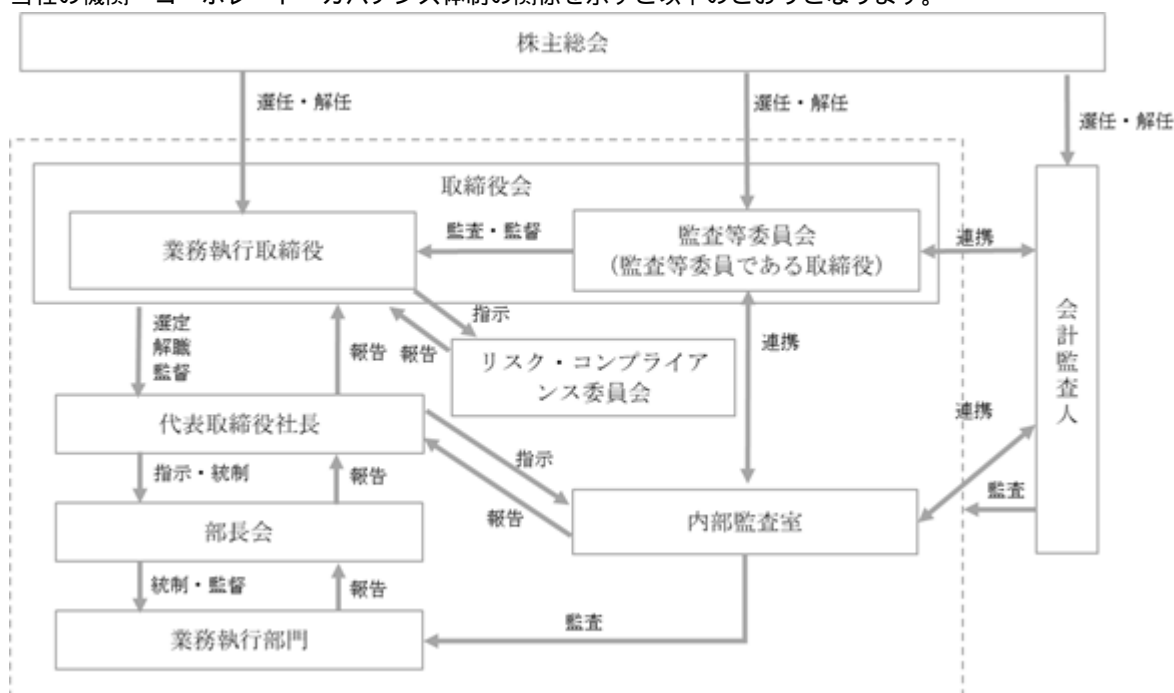 当社の機関・コーポレート・ガバナンス体制の関係を示すと以下のとおりとなります。
株主総会
選任・解任
選任・解任
選任・解任
取締役会
業務執行取締役
監査・監督
監査等委員会
(監査等委員である取締役)
連携
選定
解職
監督
報告
報告
指示
リスク・コンプライア
ンス委員会
連携
会計監査人
代表取締役社長
連携
指示・統制
報告
指示
報告
監査
部長会
内部監査室
統制・監督
報告
監査
業務執行部門